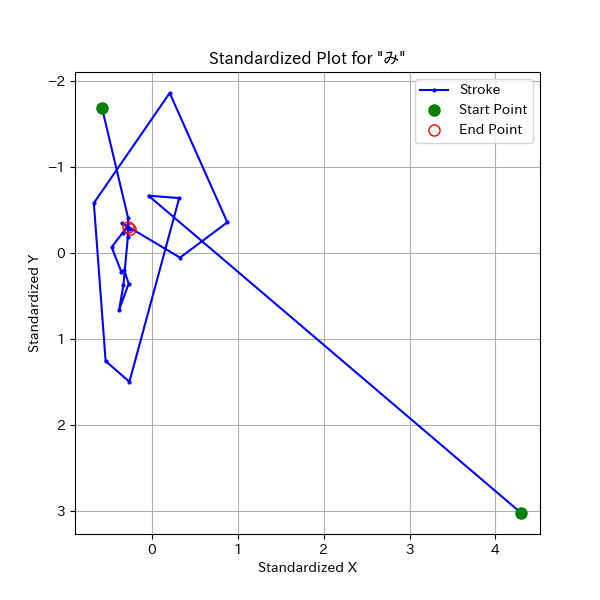 Standardized Plot for "み"
Stroke
Start Point
End Point
−2
−1
0
1
2
3
Standardized Y
0 1 2 3 4
Standardized X